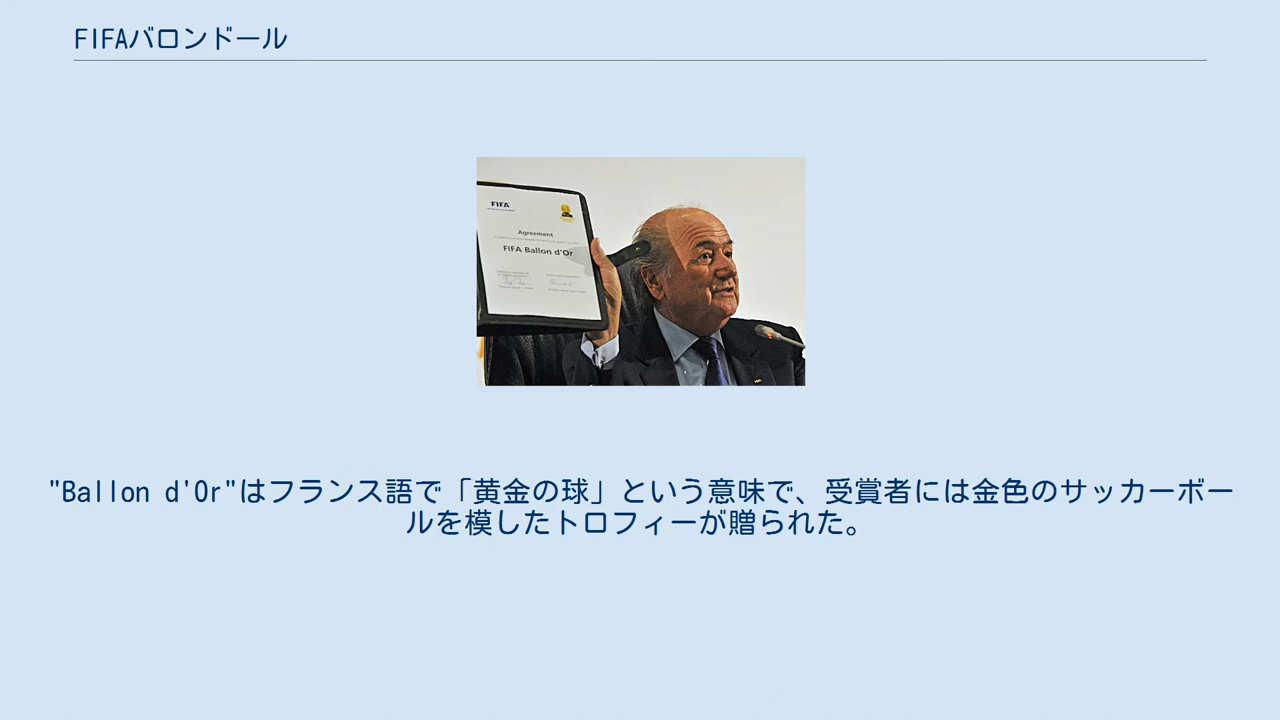 FIFAバロンドール
FIFA
Agreement
FIFA Ballon d'Or
"Ballon d'Or"はフランス語で「黄金の球」という意味で、受賞者には金色のサッカーボー
ルを模したトロフィーが贈られた。